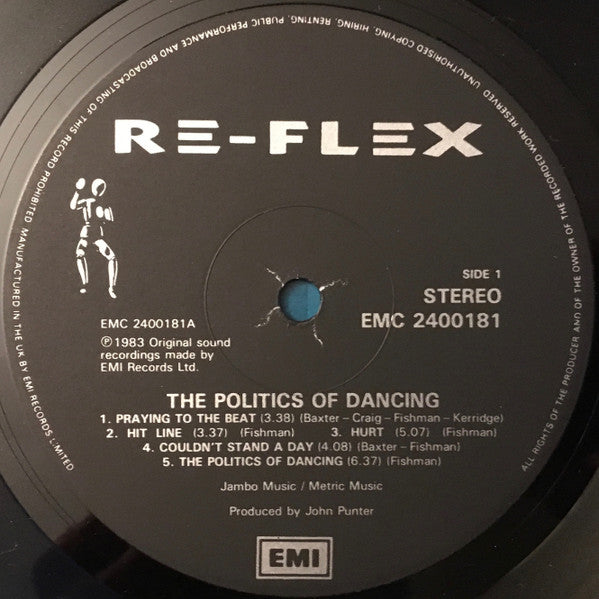 RE-FLEX
SIDE 1
STEREO
EMC 2400181
EMC 2400181A
℗ 1983 Original sound
recordings made by
EMI Records Ltd.
THE POLITICS OF DANCING
1. PRAYING TO THE BEAT (3.38) (Baxter – Craig – Fishman – Kerridge)
2. HIT LINE (3.37) (Fishman) 3. HURT (5.07) (Fishman)
4. COULDN'T STAND A DAY (4.08) (Baxter – Fishman)
5. THE POLITICS OF DANCING (6.37) (Fishman)
Jambo Music / Metric Music
Produced by John Punter
EMI
MANUFACTURED IN THE UK BY EMI RECORDS LIMITED
ALL RIGHTS OF THE PRODUCER AND OF THE OWNER OF THE RECORDED WORK RESERVED UNAUTHORISED COPYING, HIRING, RENTING, PUBLIC PERFORMANCE AND BROADCASTING OF THIS RECORD PROHIBITED